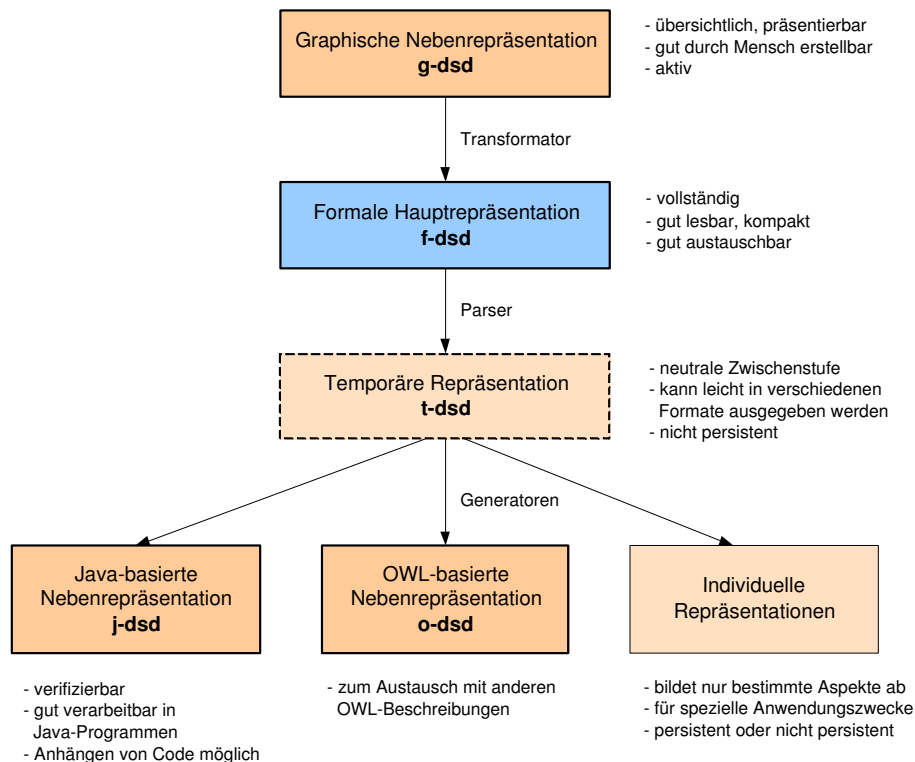 Graphische Nebenrepräsentation
g-dsd
- übersichtlich, präsentierbar
- gut durch Mensch erstellbar
- aktiv
Transformator
Formale Hauptrepräsentation
f-dsd
- vollständig
- gut lesbar, kompakt
- gut austauschbar
Parser
Temporäre Repräsentation
t-dsd
- neutrale Zwischenstufe
- kann leicht in verschiedenen
Formate ausgegeben werden
- nicht persistent
Generatoren
Java-basierte
Nebenrepräsentation
j-dsd
OWL-basierte
Nebenrepräsentation
o-dsd
Individuelle
Repräsentationen
- verifizierbar
- gut verarbeitbar in
Java-Programmen
- Anhängen von Code möglich
- zum Austausch mit anderen
OWL-Beschreibungen
- bildet nur bestimmte Aspekte ab
- für spezielle Anwendungszwecke
- persistent oder nicht persistent